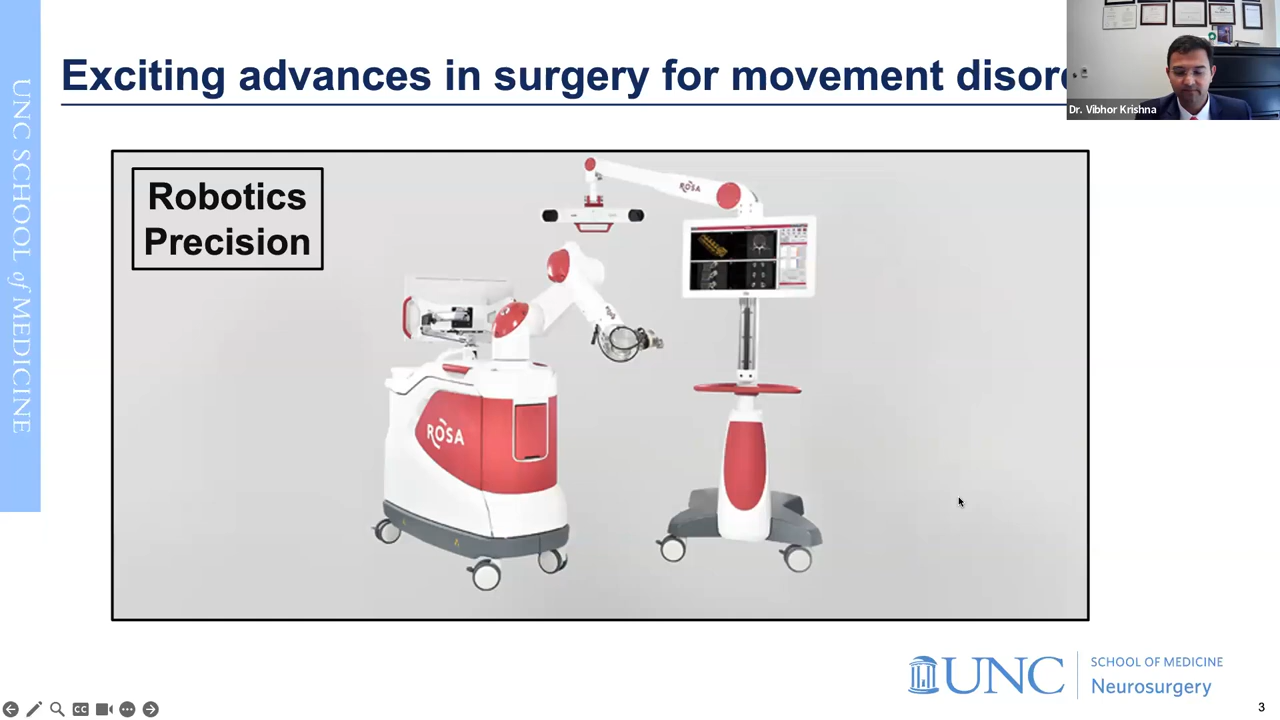 UNC SCHOOL of MEDICINE
Exciting advances in surgery for movement disor
Dr. Vibhor Krishna
Robotics
Precision
ROSA
ROSA
UNC
SCHOOL OF MEDICINE
Neurosurgery
CC
3